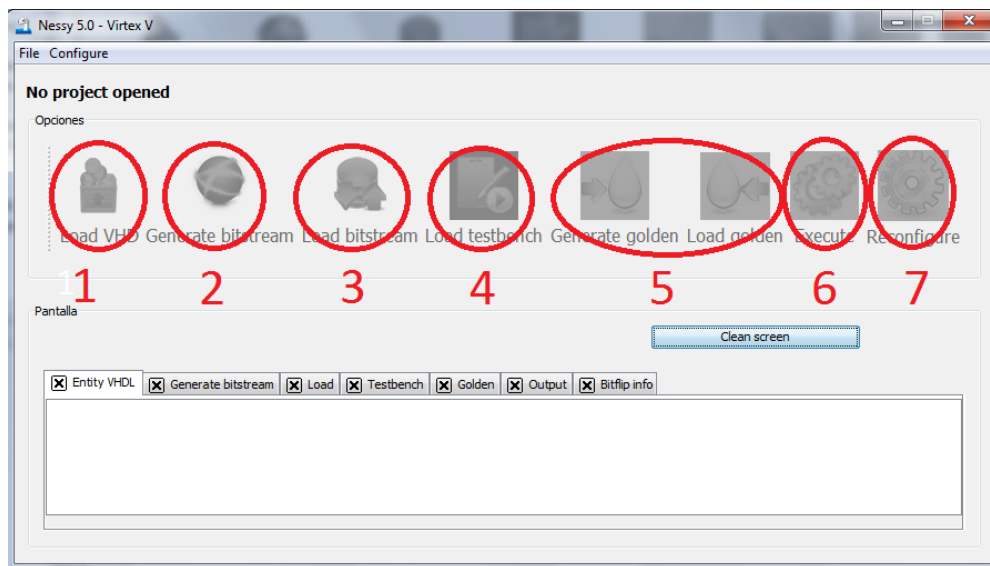 Nessy 5.0 - Virtex V
File Configure
No project opened
Opciones
Load VHD Generate bitstream Load bitstream Load testbench Generate golden Load golden Execute Reconfigure
1 1 2 3 4 5 6 7
Pantalla
Clean screen
Entity VHDL Generate bitstream Load Testbench Golden Output Bitflip info